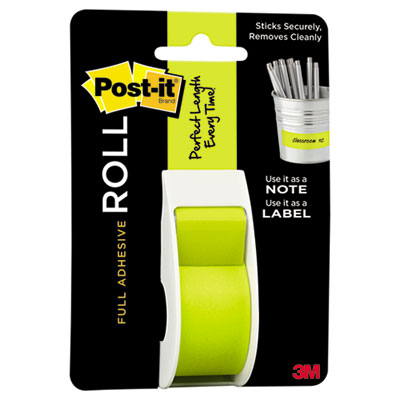 Sticks Securely,
Removes Cleanly
Post-it
Brand
Perfect Length
Every Time!
FULL ADHESIVE
ROLL
Classroom
Use it as a
NOTE
Use it as a
LABEL
3M